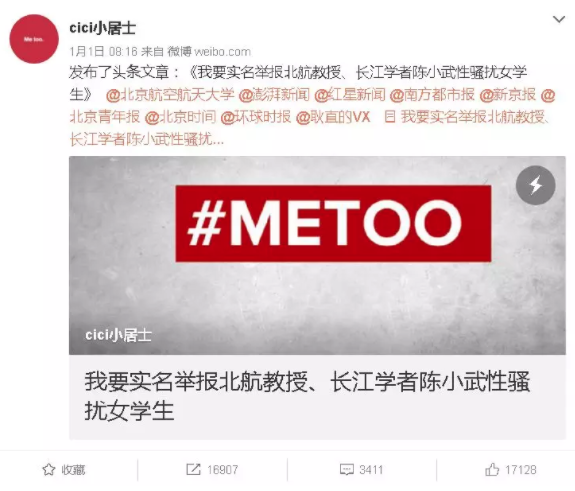 Me too.
cici小居士
1月1日 08:16 来自 微博 weibo.com
发布了头条文章：《我要实名举报北航教授、长江学者陈小武性骚扰女学
生》 @北京航空航天大学 @澎湃新闻 @红星新闻 @南方都市报 @新京报 @
北京青年报 @北京时间 @环球时报 @耿直的VX 我要实名举报北航教授、
长江学者陈小武性骚扰...
#METOO
cici小居士
我要实名举报北航教授、长江学者陈小武性骚
扰女学生
收藏 16907 3411 17128